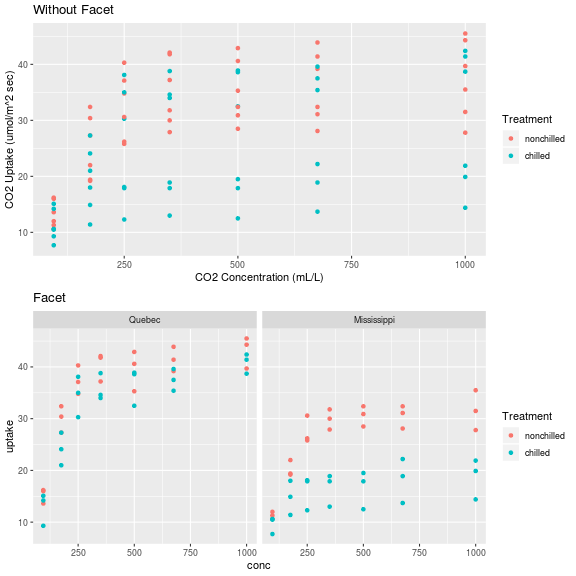 Without Facet
CO2 Uptake (umol/m^2 sec)
40
30
20
10
250
500
750
1000
CO2 Concentration (mL/L)
Treatment
nonchilled
chilled
Facet
Quebec
Mississippi
uptake
40
30
20
10
250
500
750
1000
250
500
750
1000
conc
Treatment
nonchilled
chilled